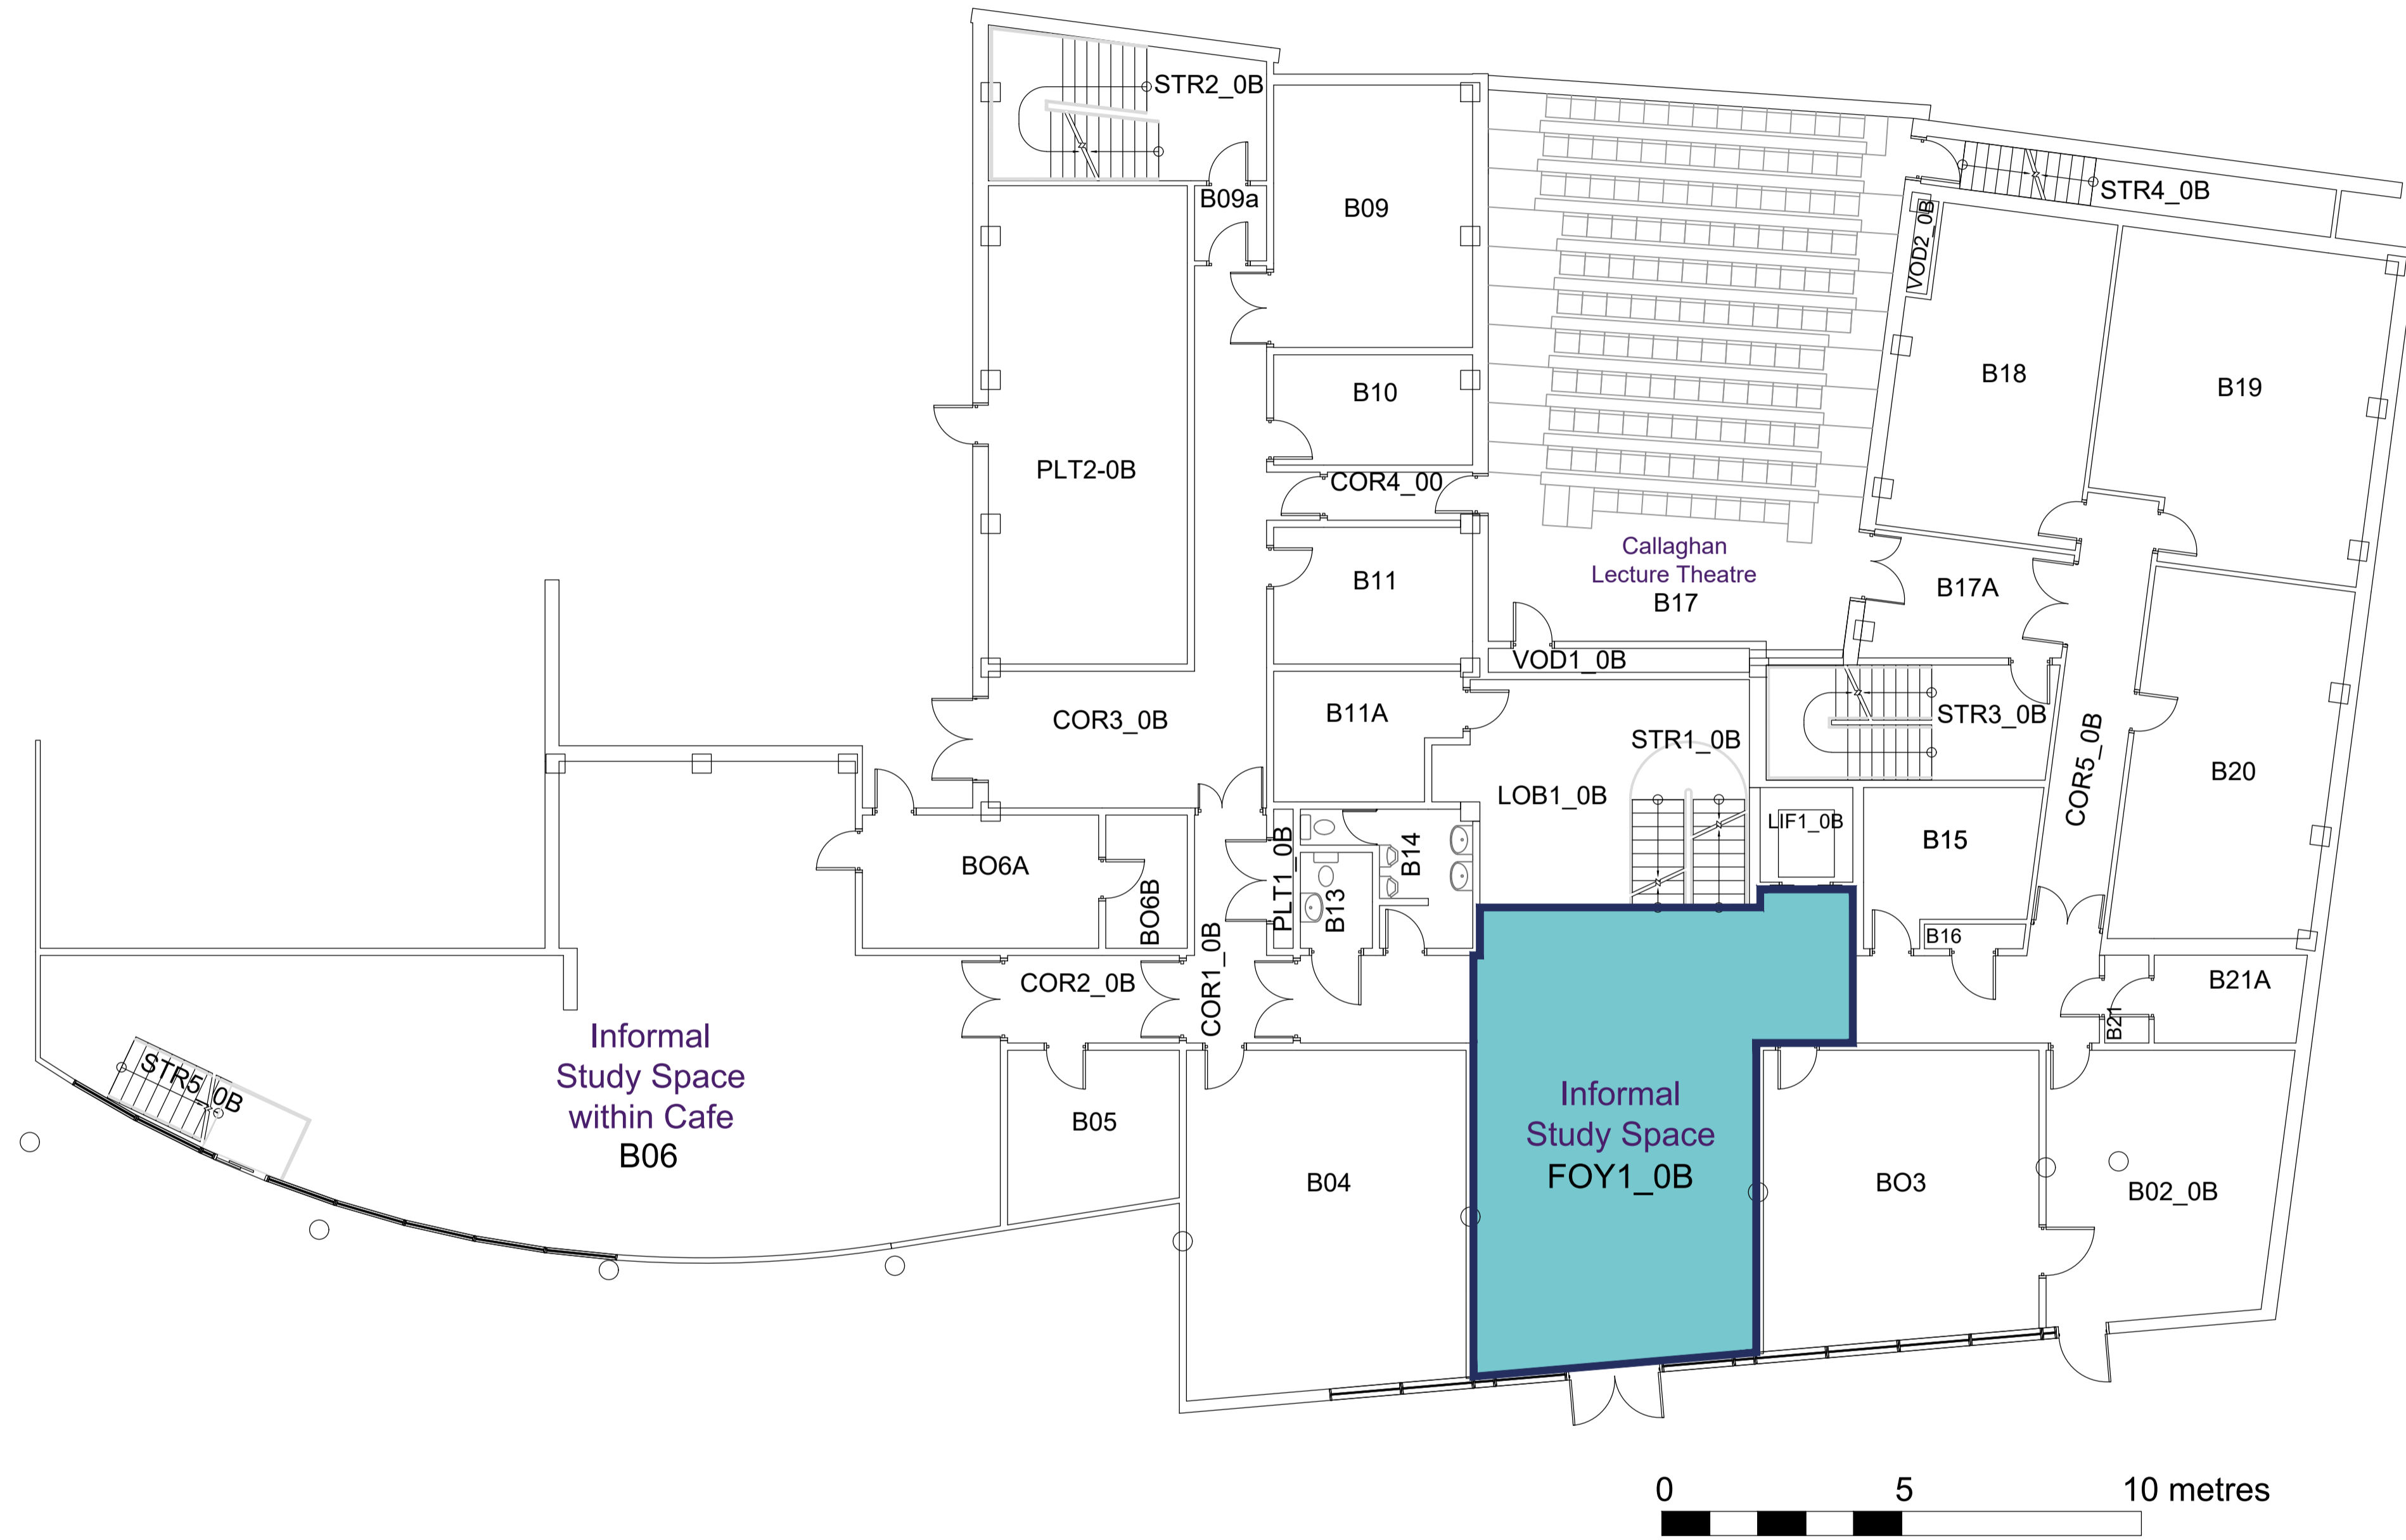 STR2_0B
B09a
B09
STR4_0B
VOD2_0B
B18
B19
B10
PLT2-0B
COR4_00
Callaghan
Lecture Theatre
B17
B11
B17A
VOD1_0B
B11A
COR3_0B
STR1_0B
STR3_0B
COR5_0B
B20
LOB1_0B
LIF1_0B
B15
BO6A
BO6B
PLT1_0B
B14
B13
B16
COR2_0B
COR1_0B
B21A
B21
Informal
Study Space
within Cafe
B06
STR5_0B
B05
B04
Informal
Study Space
FOY1_0B
BO3
B02_0B
0 5 10 metres